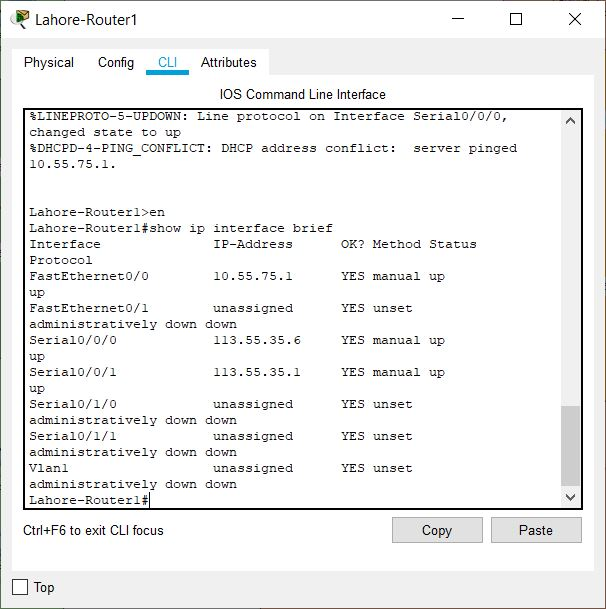 Lahore-Router1
Physical Config CLI Attributes
IOS Command Line Interface
%LINEPROTO-5-UPDOWN: Line protocol on Interface Serial0/0/0,
changed state to up
%DHCPD-4-PING_CONFLICT: DHCP address conflict:  server pinged
10.55.75.1.
Lahore-Router1>en
Lahore-Router1#show ip interface brief
Interface              IP-Address      OK? Method Status
Protocol
FastEthernet0/0        10.55.75.1      YES manual up
up
FastEthernet0/1        unassigned      YES unset
administratively down down
Serial0/0/0            113.55.35.6     YES manual up
up
Serial0/0/1            113.55.35.1     YES manual up
up
Serial0/1/0            unassigned      YES unset
administratively down down
Serial0/1/1            unassigned      YES unset
administratively down down
Vlan1                  unassigned      YES unset
administratively down down
Lahore-Router1#
Ctrl+F6 to exit CLI focus
Copy Paste
Top